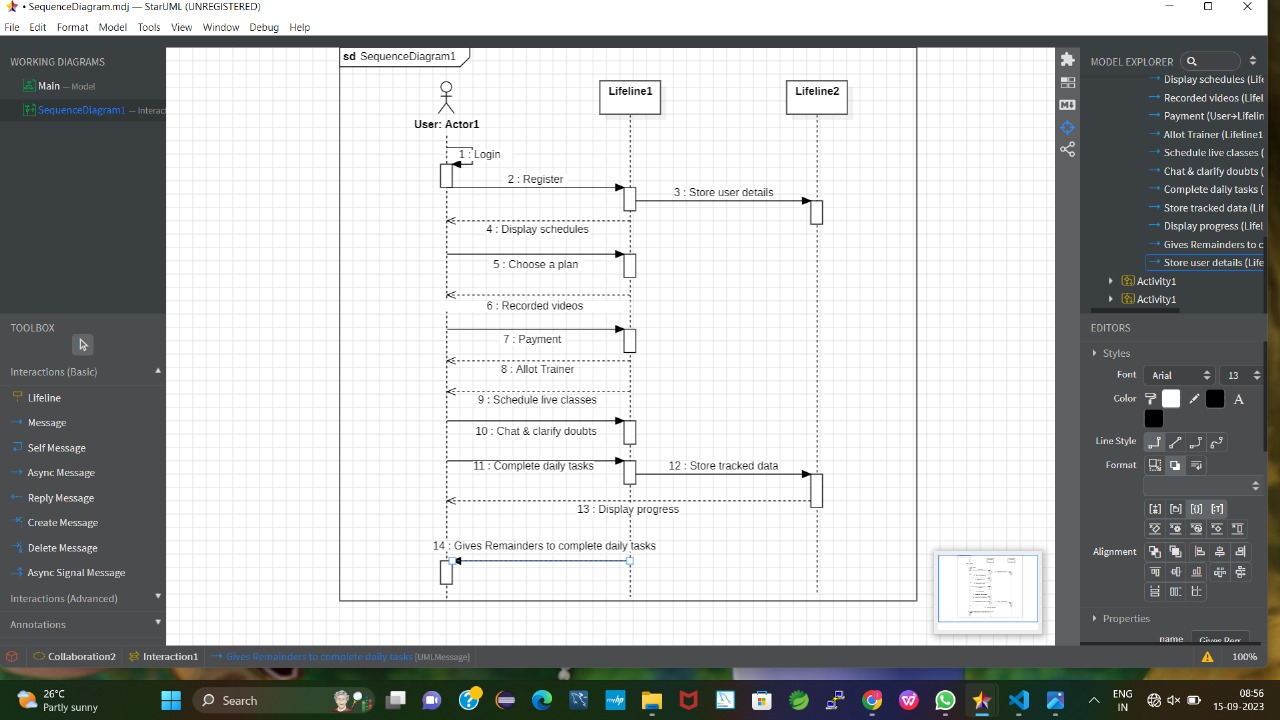 SequenceDiagram.mdj — StarUML (UNREGISTERED)
File Edit Format Model Tools View Window Debug Help
WORKING DIAGRAMS
Main — Model
SequenceDiagram1 — Interac
TOOLBOX
Interactions (Basic)
Lifeline
Message
Self Message
Async Message
Reply Message
Create Message
Delete Message
Async Signal Message
Interactions (Advanced)
Annotations
sd SequenceDiagram1
User: Actor1
Lifeline1
Lifeline2
1 : Login
2 : Register
3 : Store user details
4 : Display schedules
5 : Choose a plan
6 : Recorded videos
7 : Payment
8 : Allot Trainer
9 : Schedule live classes
10 : Chat & clarify doubts
11 : Complete daily tasks
12 : Store tracked data
13 : Display progress
14 : Gives Remainders to complete daily tasks
MODEL EXPLORER
Display schedules (Life
Recorded videos (Lifel
Payment (User→Lifelin
Allot Trainer (Lifeline1
Schedule live classes (
Chat & clarify doubts (
Complete daily tasks (
Store tracked data (Lif
Display progress (Lifel
Gives Remainders to c
Store user details (Life
Activity1
Activity1
EDITORS
Styles
Font Arial 13
Color A
Line Style
Format
Alignment
Properties
name Gives Rem
Collaboration2 Interaction1 Gives Remainders to complete daily tasks [UMLMessage] 100%
26°C
Partly sunny
Search
ENG
IN
08:56
15-09-2023